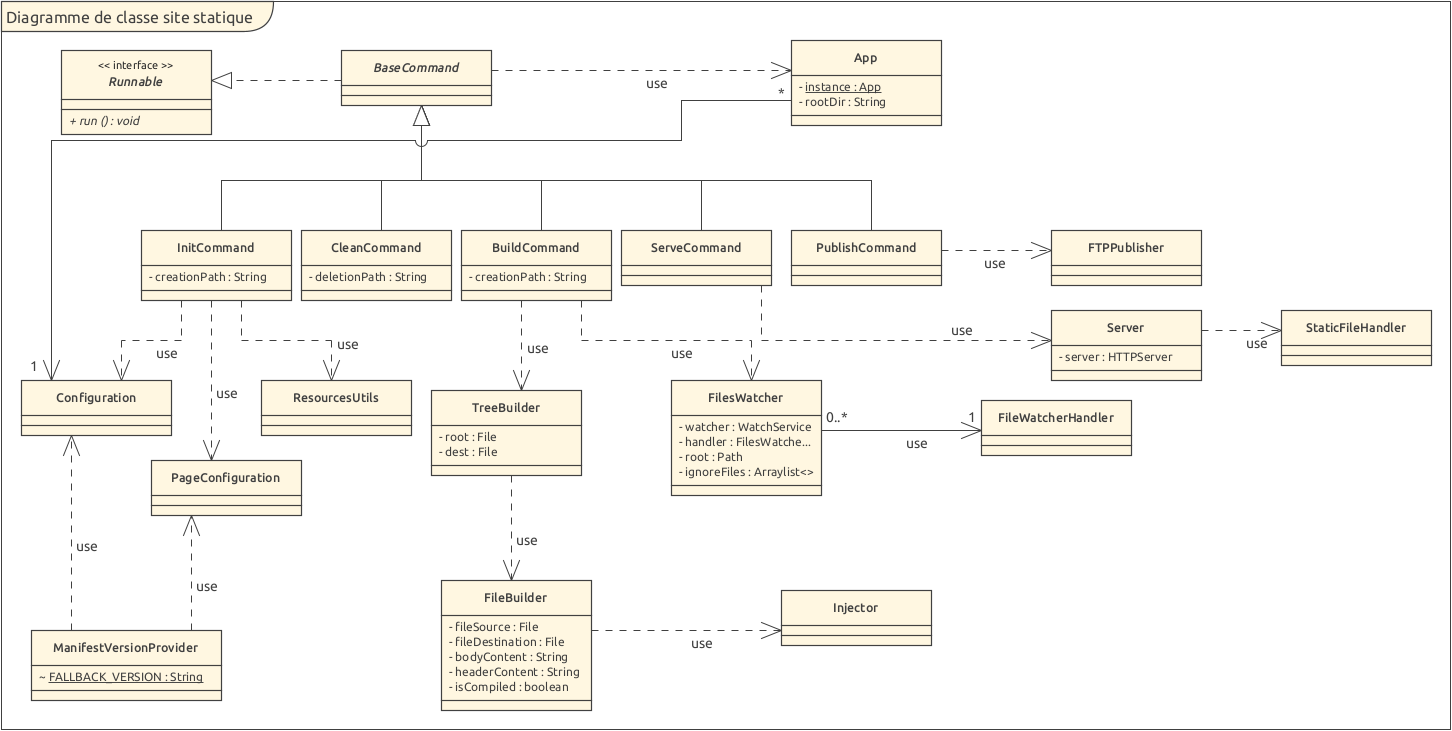 Diagramme de classe site statique
<< interface >>
Runnable
+ run () : void
BaseCommand
use
App
- instance : App
- rootDir : String
*
1
InitCommand
- creationPath : String
CleanCommand
- deletionPath : String
BuildCommand
- creationPath : String
ServeCommand
PublishCommand
use
FTPPublisher
use
use
use
use
use
use
Server
- server : HTTPServer
use
StaticFileHandler
Configuration
ResourcesUtils
PageConfiguration
TreeBuilder
- root : File
- dest : File
FilesWatcher
- watcher : WatchService
- handler : FilesWatche...
- root : Path
- ignoreFiles : Arraylist<>
0..*
1
use
FileWatcherHandler
use
use
use
ManifestVersionProvider
~ FALLBACK_VERSION : String
FileBuilder
- fileSource : File
- fileDestination : File
- bodyContent : String
- headerContent : String
- isCompiled : boolean
use
Injector